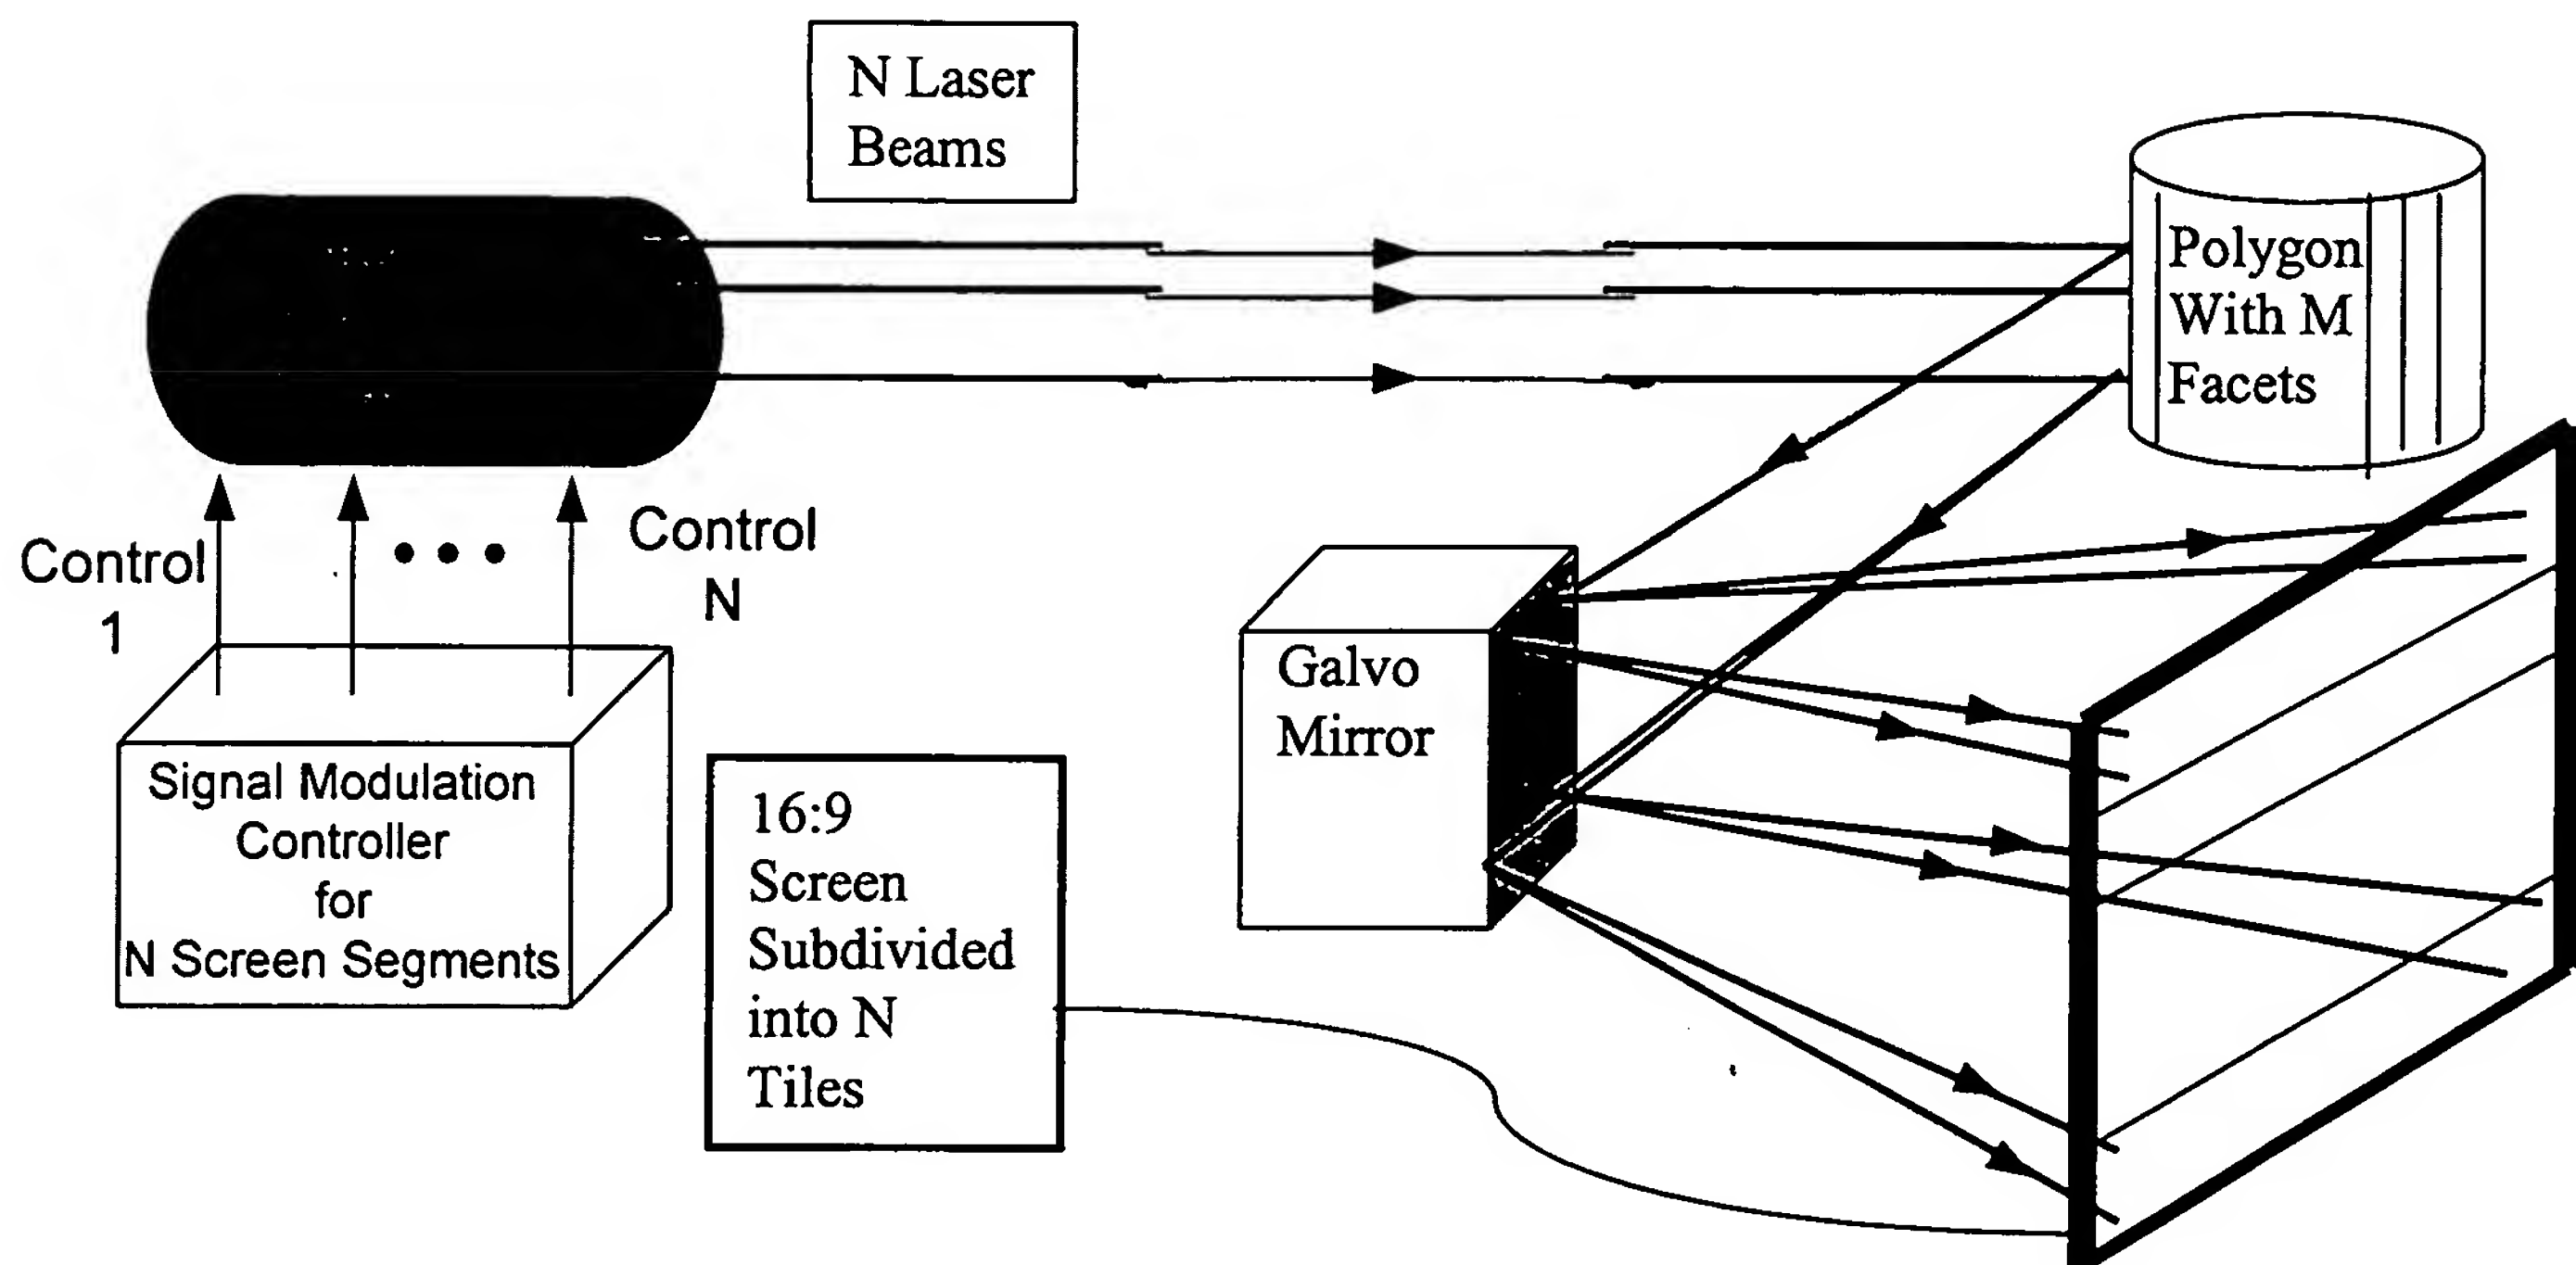 N Laser
Beams
Polygon
With M
Facets
Control
1
Control
N
Galvo
Mirror
Signal Modulation
Controller
for
N Screen Segments
16:9
Screen
Subdivided
into N
Tiles